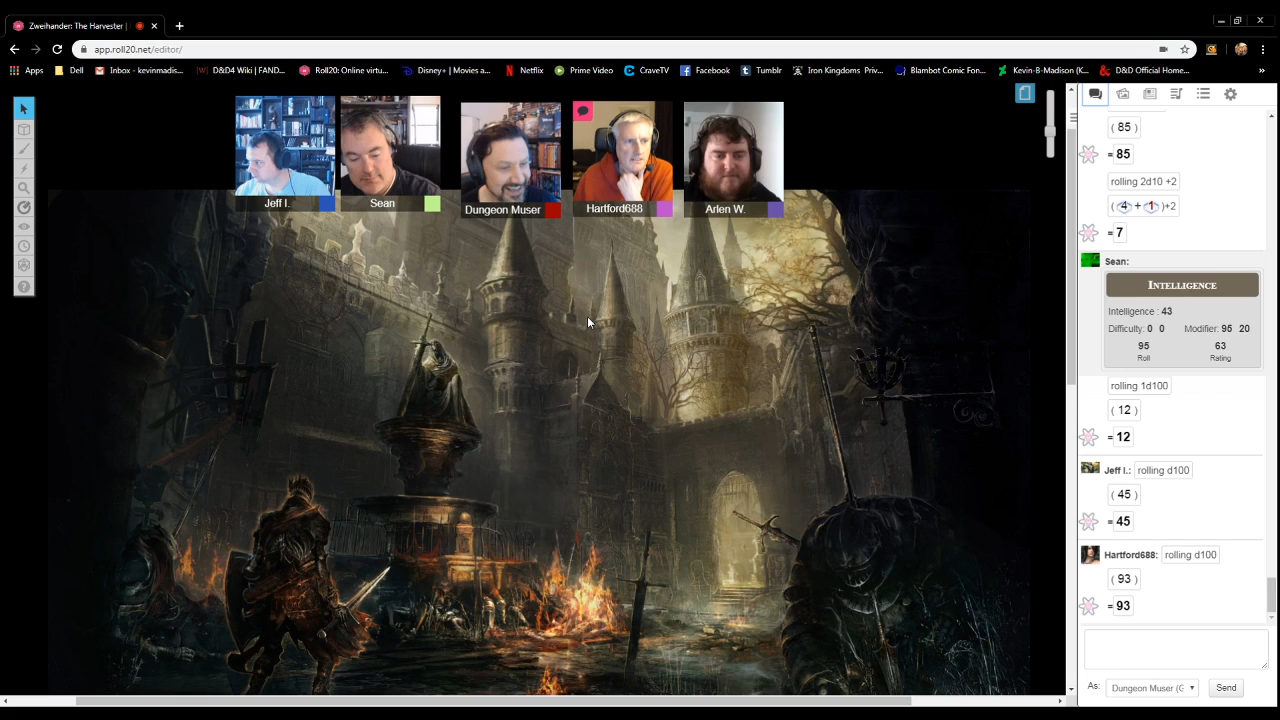 Zweihander: The Harvester |
app.roll20.net/editor/
Apps Dell Inbox - kevinmadis... D&D4 Wiki | FAND... Roll20: Online virtu... Disney+ | Movies a... Netflix Prime Video CraveTV Facebook Tumblr Iron Kingdoms Priv... Blambot Comic Fon... Kevin-B-Madison (K... D&D Official Home... »
Jeff I. Sean Dungeon Muser Hartford688 Arlen W.
( 85 )
= 85
rolling 2d10 +2
( 4 + 1 )+2
= 7
Sean:
INTELLIGENCE
Intelligence : 43
Difficulty: 0 0 Modifier: 95 20
95 63
Roll Rating
rolling 1d100
( 12 )
= 12
Jeff I.: rolling d100
( 45 )
= 45
Hartford688: rolling d100
( 93 )
= 93
As: Dungeon Muser (G Send